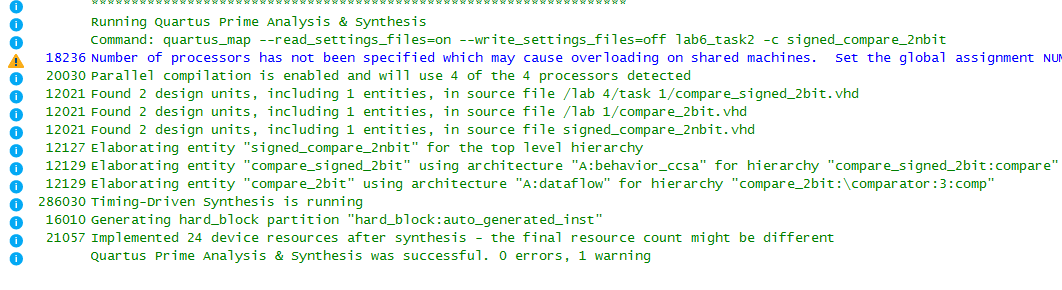 *******************************************************************
Running Quartus Prime Analysis & Synthesis
Command: quartus_map --read_settings_files=on --write_settings_files=off lab6_task2 -c signed_compare_2nbit
18236 Number of processors has not been specified which may cause overloading on shared machines.  Set the global assignment NUM
20030 Parallel compilation is enabled and will use 4 of the 4 processors detected
12021 Found 2 design units, including 1 entities, in source file /lab 4/task 1/compare_signed_2bit.vhd
12021 Found 2 design units, including 1 entities, in source file /lab 1/compare_2bit.vhd
12021 Found 2 design units, including 1 entities, in source file signed_compare_2nbit.vhd
12127 Elaborating entity "signed_compare_2nbit" for the top level hierarchy
12129 Elaborating entity "compare_signed_2bit" using architecture "A:behavior_ccsa" for hierarchy "compare_signed_2bit:compare"
12129 Elaborating entity "compare_2bit" using architecture "A:dataflow" for hierarchy "compare_2bit:\comparator:3:comp"
286030 Timing-Driven Synthesis is running
16010 Generating hard_block partition "hard_block:auto_generated_inst"
21057 Implemented 24 device resources after synthesis - the final resource count might be different
Quartus Prime Analysis & Synthesis was successful. 0 errors, 1 warning